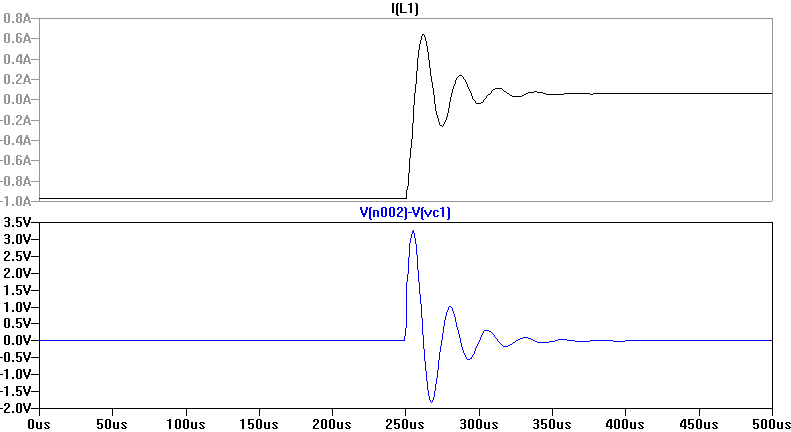 I(L1)
0.8A
0.6A
0.4A
0.2A
0.0A
-0.2A
-0.4A
-0.6A
-0.8A
-1.0A
V(n002)-V(vc1)
3.5V
3.0V
2.5V
2.0V
1.5V
1.0V
0.5V
0.0V
-0.5V
-1.0V
-1.5V
-2.0V
0us 50us 100us 150us 200us 250us 300us 350us 400us 450us 500us